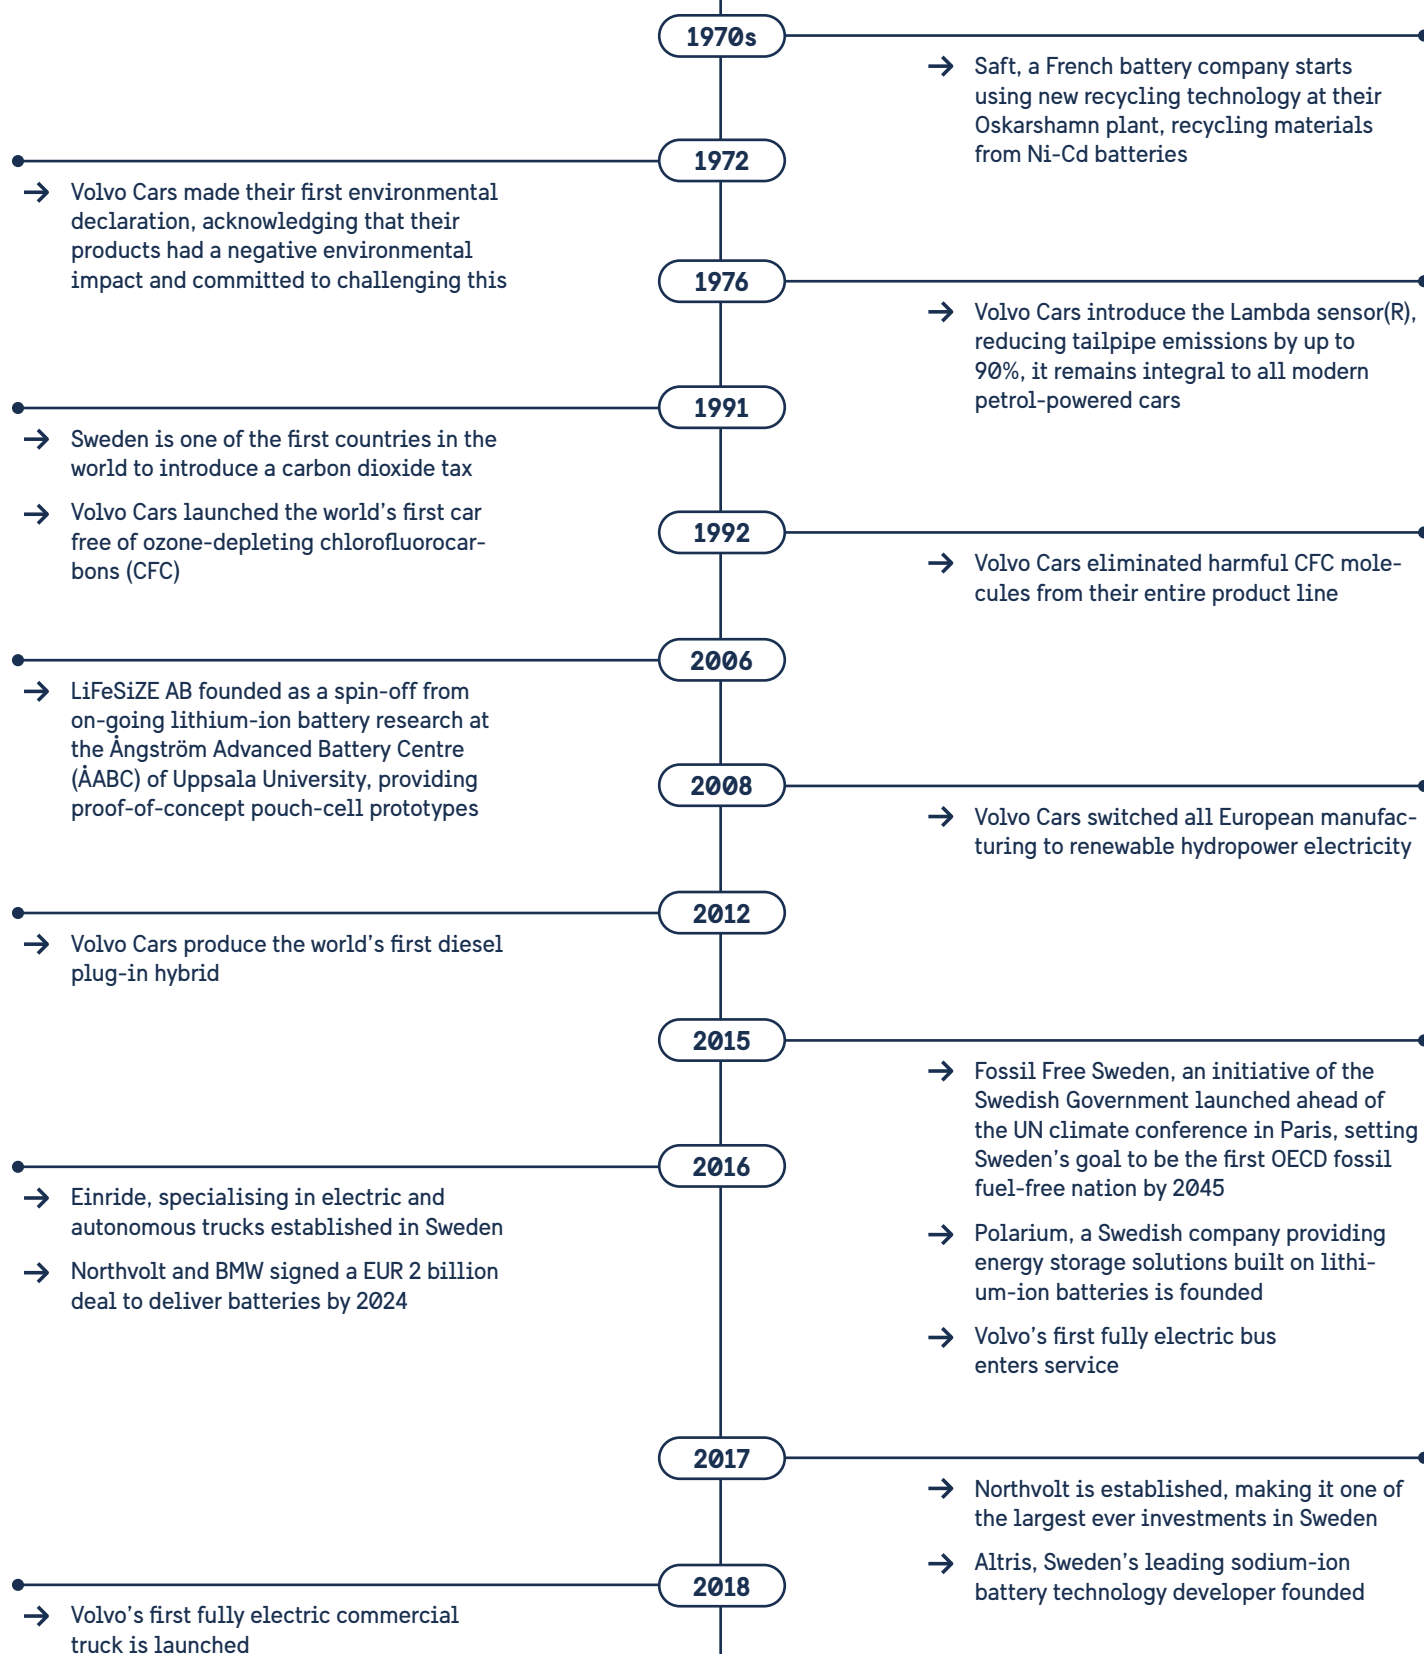 1970s
→ Saft, a French battery company starts
using new recycling technology at their
Oskarshamn plant, recycling materials
from Ni-Cd batteries
1972
→ Volvo Cars made their first environmental
declaration, acknowledging that their
products had a negative environmental
impact and committed to challenging this
1976
→ Volvo Cars introduce the Lambda sensor(R),
reducing tailpipe emissions by up to
90%, it remains integral to all modern
petrol-powered cars
1991
→ Sweden is one of the first countries in the
world to introduce a carbon dioxide tax
→ Volvo Cars launched the world’s first car
free of ozone-depleting chlorofluorocar-
bons (CFC)
1992
→ Volvo Cars eliminated harmful CFC mole-
cules from their entire product line
2006
→ LiFeSiZE AB founded as a spin-off from
on-going lithium-ion battery research at
the Ångström Advanced Battery Centre
(ÅABC) of Uppsala University, providing
proof-of-concept pouch-cell prototypes
2008
→ Volvo Cars switched all European manufac-
turing to renewable hydropower electricity
2012
→ Volvo Cars produce the world’s first diesel
plug-in hybrid
2015
→ Fossil Free Sweden, an initiative of the
Swedish Government launched ahead of
the UN climate conference in Paris, setting
Sweden’s goal to be the first OECD fossil
fuel-free nation by 2045
→ Polarium, a Swedish company providing
energy storage solutions built on lithi-
um-ion batteries is founded
→ Volvo’s first fully electric bus
enters service
2016
→ Einride, specialising in electric and
autonomous trucks established in Sweden
→ Northvolt and BMW signed a EUR 2 billion
deal to deliver batteries by 2024
2017
→ Northvolt is established, making it one of
the largest ever investments in Sweden
→ Altris, Sweden’s leading sodium-ion
battery technology developer founded
2018
→ Volvo’s first fully electric commercial
truck is launched